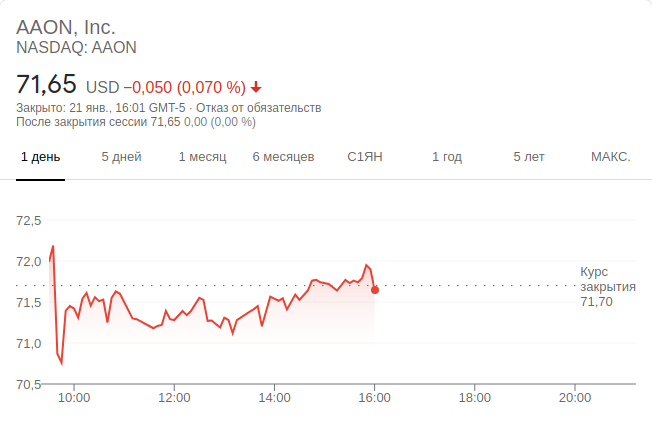 AAON, Inc.
NASDAQ: AAON
71,65 USD −0,050 (0,070 %)
Закрыто: 21 янв., 16:01 GMT-5 · Отказ от обязательств
После закрытия сессии 71,65 0,00 (0,00 %)
1 день 5 дней 1 месяц 6 месяцев С1ЯН 1 год 5 лет МАКС.
72,5
72,0
71,5
71,0
70,5
Курс
закрытия
71,70
10:00 12:00 14:00 16:00 18:00 20:00